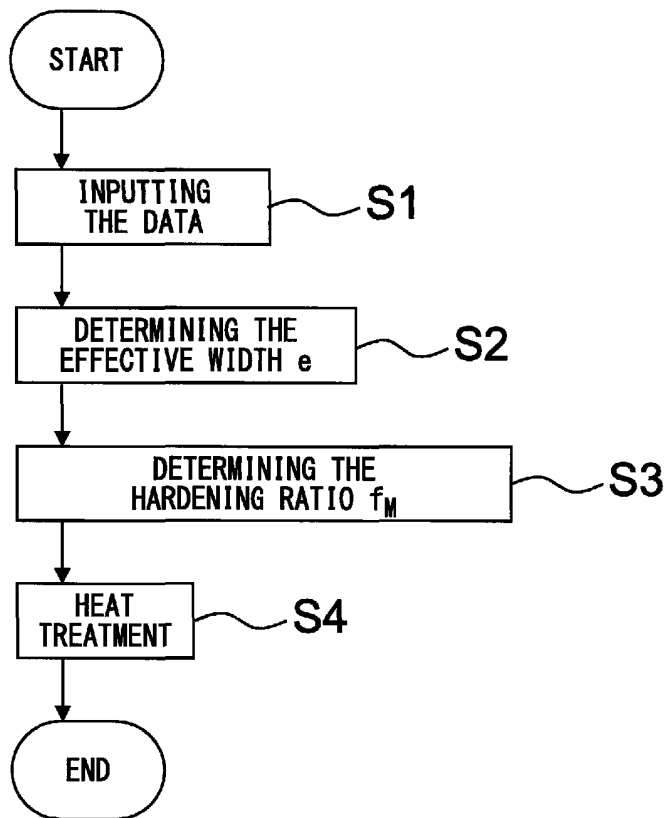 START
INPUTTING
THE DATA
S1
DETERMINING THE
EFFECTIVE WIDTH e
S2
DETERMINING THE
HARDENING RATIO fM
S3
HEAT
TREATMENT
S4
END